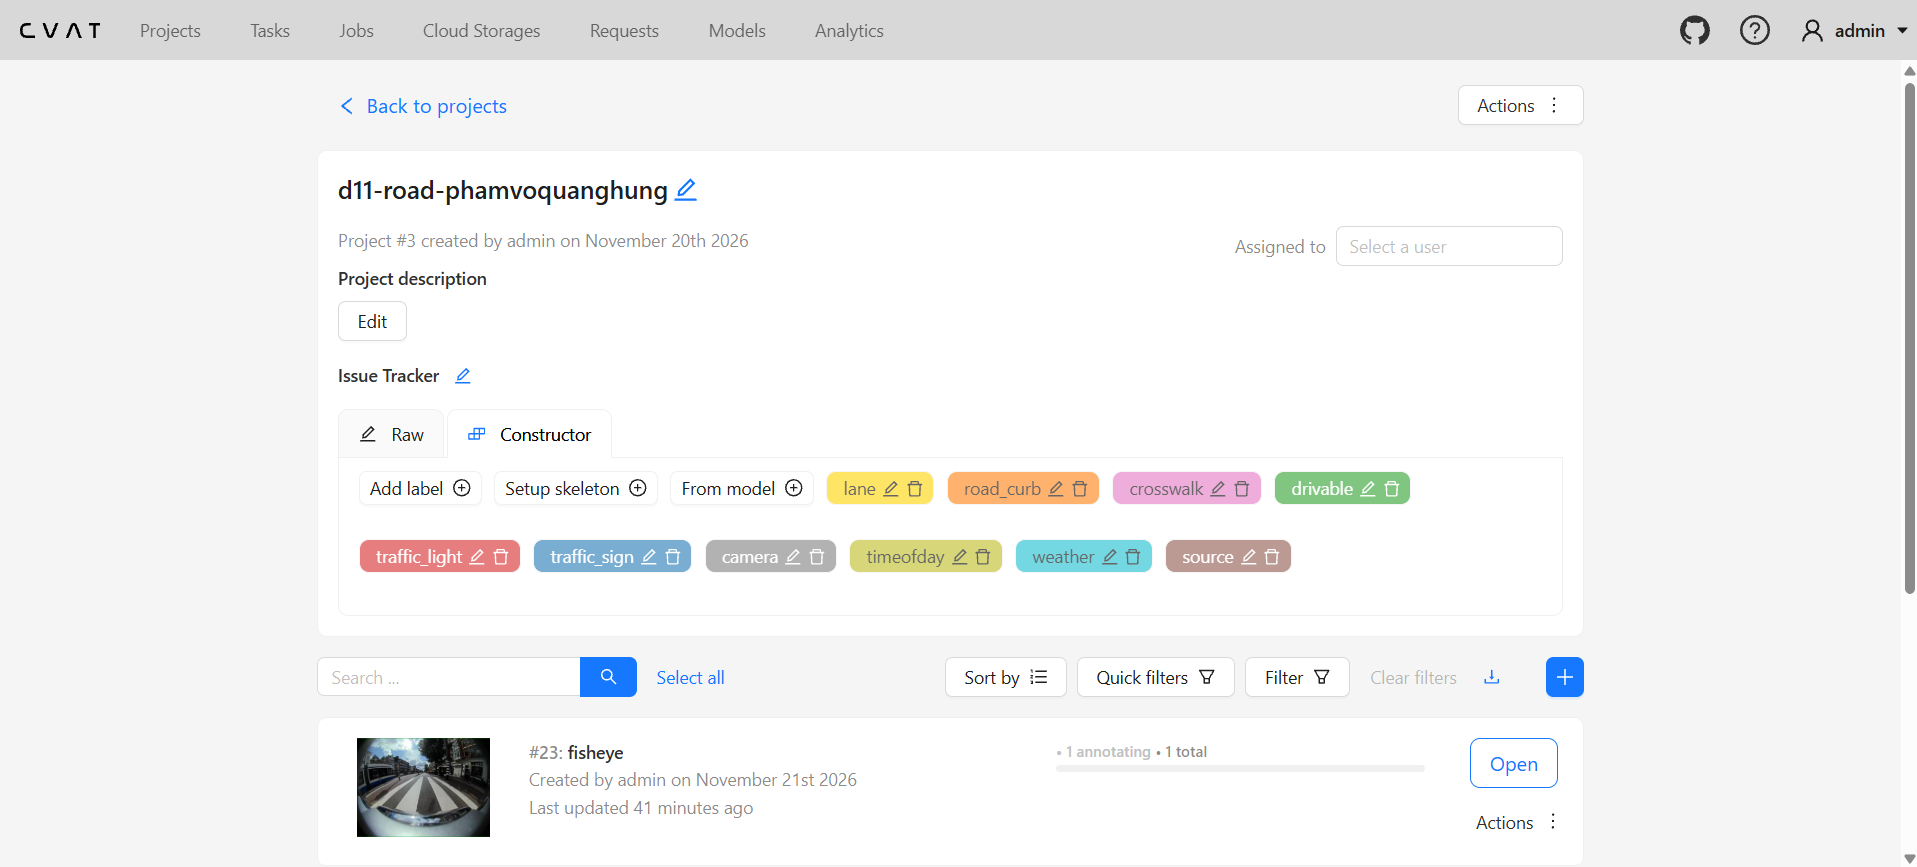 CVAT Projects Tasks Jobs Cloud Storages Requests Models Analytics admin
Back to projects Actions
d11-road-phamvoquanghung
Project #3 created by admin on November 20th 2026
Assigned to Select a user
Project description
Edit
Issue Tracker
Raw Constructor
Add label Setup skeleton From model lane road_curb crosswalk drivable
traffic_light traffic_sign camera timeofday weather source
Search ... Select all Sort by Quick filters Filter Clear filters
#23: fisheye • 1 annotating • 1 total
Open
Created by admin on November 21st 2026
Last updated 41 minutes ago
Actions